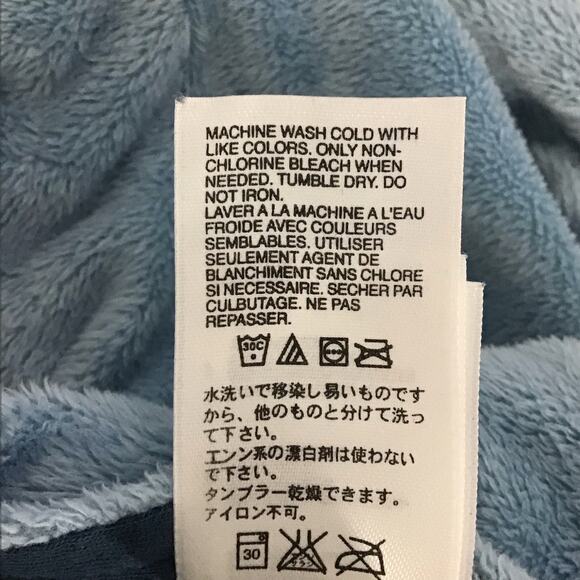 MACHINE WASH COLD WITH
LIKE COLORS. ONLY NON-
CHLORINE BLEACH WHEN
NEEDED. TUMBLE DRY. DO
NOT IRON.
LAVER A LA MACHINE A L'EAU
FROIDE AVEC COULEURS
SEMBLABLES. UTILISER
SEULEMENT AGENT DE
BLANCHIMENT SANS CHLORE
SI NECESSAIRE. SECHER PAR
CULBUTAGE. NE PAS
REPASSER.
30C
水洗いで移染し易いものです
から、他のものと分けて洗っ
て下さい。
エンン系の漂白剤は使わない
で下さい。
タンブラー乾燥できます。
アイロン不可。
30